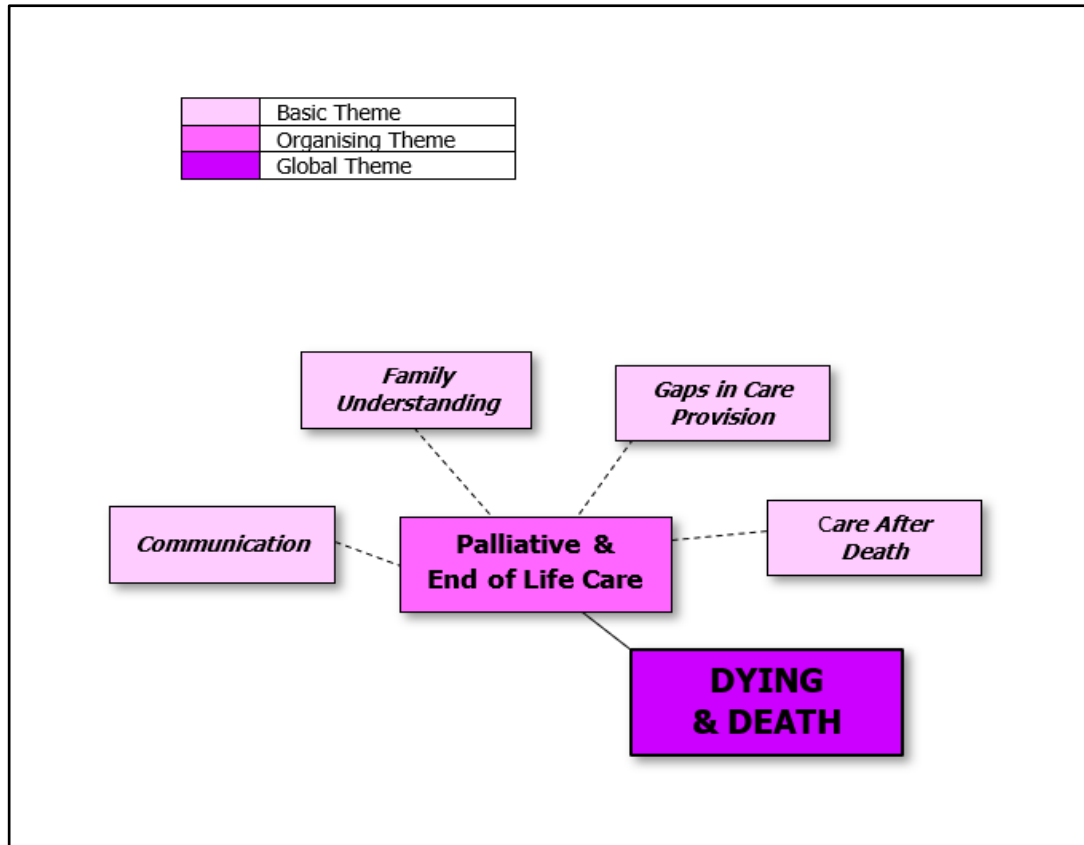 Basic Theme
Organising Theme
Global Theme
Family
Understanding
Gaps in Care
Provision
Communication
Palliative &
End of Life Care
Care After
Death
DYING
& DEATH